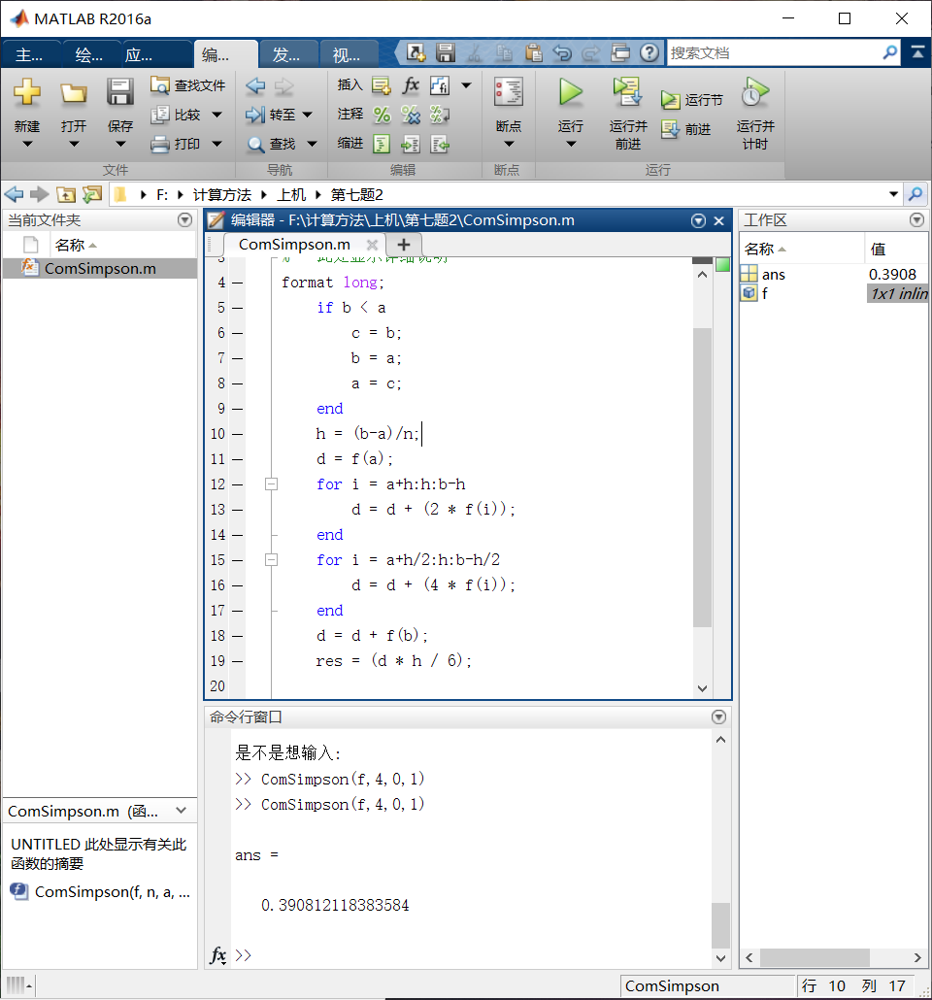 MATLAB R2016a
主... 绘... 应... 编... 发... 视... 搜索文档
新建 打开 保存 查找文件 比较 打印 文件
转至 查找 导航
插入 fx fi
注释 % %
缩进
编辑
断点 断点
运行 运行并前进 运行节 前进 运行并计时 运行
F: 计算方法 上机 第七题2
当前文件夹
名称
ComSimpson.m
ComSimpson.m (函...
UNTITLED 此处显示有关此
函数的摘要
ComSimpson(f, n, a, ...
编辑器 - F:\计算方法\上机\第七题2\ComSimpson.m
ComSimpson.m +
3 % 此处显示详细说明
4 format long;
5 if b < a
6 c = b;
7 b = a;
8 a = c;
9 end
10 h = (b-a)/n;
11 d = f(a);
12 for i = a+h:h:b-h
13 d = d + (2 * f(i));
14 end
15 for i = a+h/2:h:b-h/2
16 d = d + (4 * f(i));
17 end
18 d = d + f(b);
19 res = (d * h / 6);
20
命令行窗口
是不是想输入:
>> ComSimpson(f,4,0,1)
>> ComSimpson(f,4,0,1)
ans =
0.390812118383584
fx >>
工作区
名称 值
ans 0.3908
f 1x1 inlin
ComSimpson 行 10 列 17